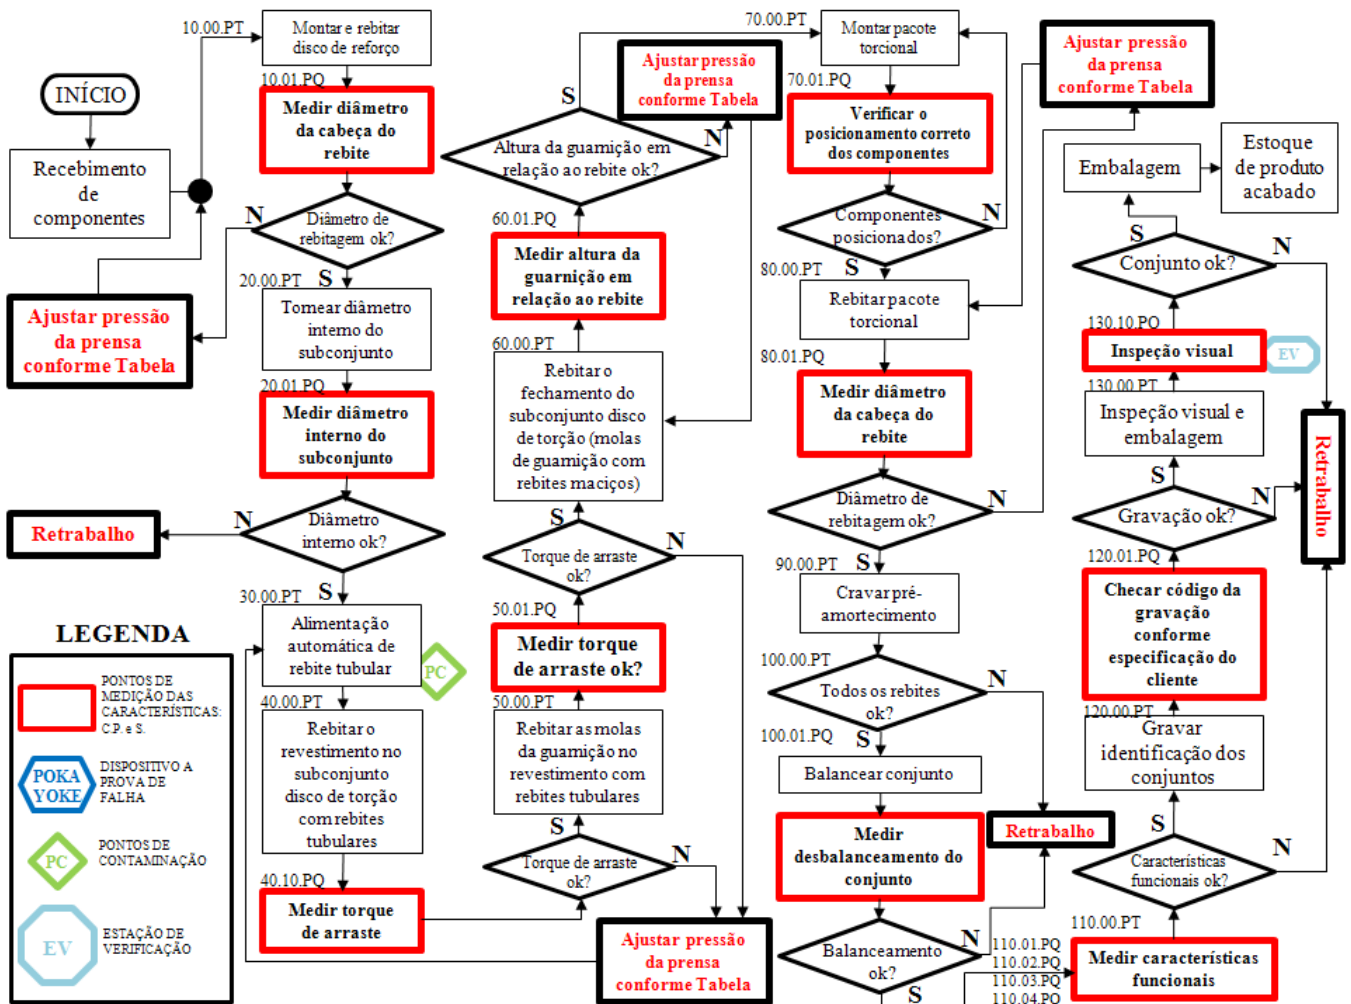 INÍCIO
Recebimento
de
componentes
10.00.PT
Montar e rebitar
disco de reforço
10.01.PQ
Medir diâmetro
da cabeça do
rebite
N
Diâmetro de
rebitagem ok?
S
Ajustar pressão
da prensa
conforme Tabela
20.00.PT
Tornear diâmetro
interno do
subconjunto
20.01.PQ
Medir diâmetro
interno do
subconjunto
N
Diâmetro
interno ok?
Retrabalho
S
30.00.PT
Alimentação
automática de
rebite tubular
PC
40.00.PT
Rebitar o
revestimento no
subconjunto
disco de torção
com rebites
tubulares
40.10.PQ
Medir torque
de arraste
LEGENDA
PONTOS DE
MEDIÇÃO DAS
CARACTERÍSTICAS:
C.P. e S.
POKA
YOKE
DISPOSITIVO A
PROVA DE
FALHA
PC
PONTOS DE
CONTAMINAÇÃO
EV
ESTAÇÃO DE
VERIFICAÇÃO
S
Altura da guarnição em
relação ao rebite ok?
N
Ajustar pressão
da prensa
conforme Tabela
60.01.PQ
Medir altura da
guarnição em
relação ao rebite
60.00.PT
Rebitar o
fechamento do
subconjunto disco
de torção (molas
de guarnição com
rebites maciços)
S
Torque de arraste
ok?
N
50.01.PQ
Medir torque
de arraste ok?
50.00.PT
Rebitar as molas
da guarnição no
revestimento com
rebites tubulares
S
Torque de arraste
ok?
N
Ajustar pressão
da prensa
conforme Tabela
70.00.PT
Montar pacote
torcional
70.01.PQ
Verificar o
posicionamento correto
dos componentes
Componentes
posicionados?
N
S
80.00.PT
Rebitar pacote
torcional
80.01.PQ
Medir diâmetro
da cabeça do
rebite
Diâmetro de
rebitagem ok?
N
S
Ajustar pressão
da prensa
conforme Tabela
90.00.PT
Cravar pré-
amortecimento
100.00.PT
Todos os rebites
ok?
N
S
100.01.PQ
Balancear conjunto
Medir
desbalanceamento do
conjunto
Retrabalho
Balanceamento
ok?
N
S
110.01.PQ
110.02.PQ
110.03.PQ
110.04.PQ
Medir características
funcionais
110.00.PT
Características
funcionais ok?
N
S
Gravar
identificação dos
conjuntos
120.00.PT
Checar código da
gravação
conforme
especificação do
cliente
120.01.PQ
Gravação ok?
N
S
Retrabalho
Inspeção visual e
embalagem
130.00.PT
Inspeção visual
EV
130.10.PQ
Conjunto ok?
N
S
Embalagem
Estoque
de produto
acabado